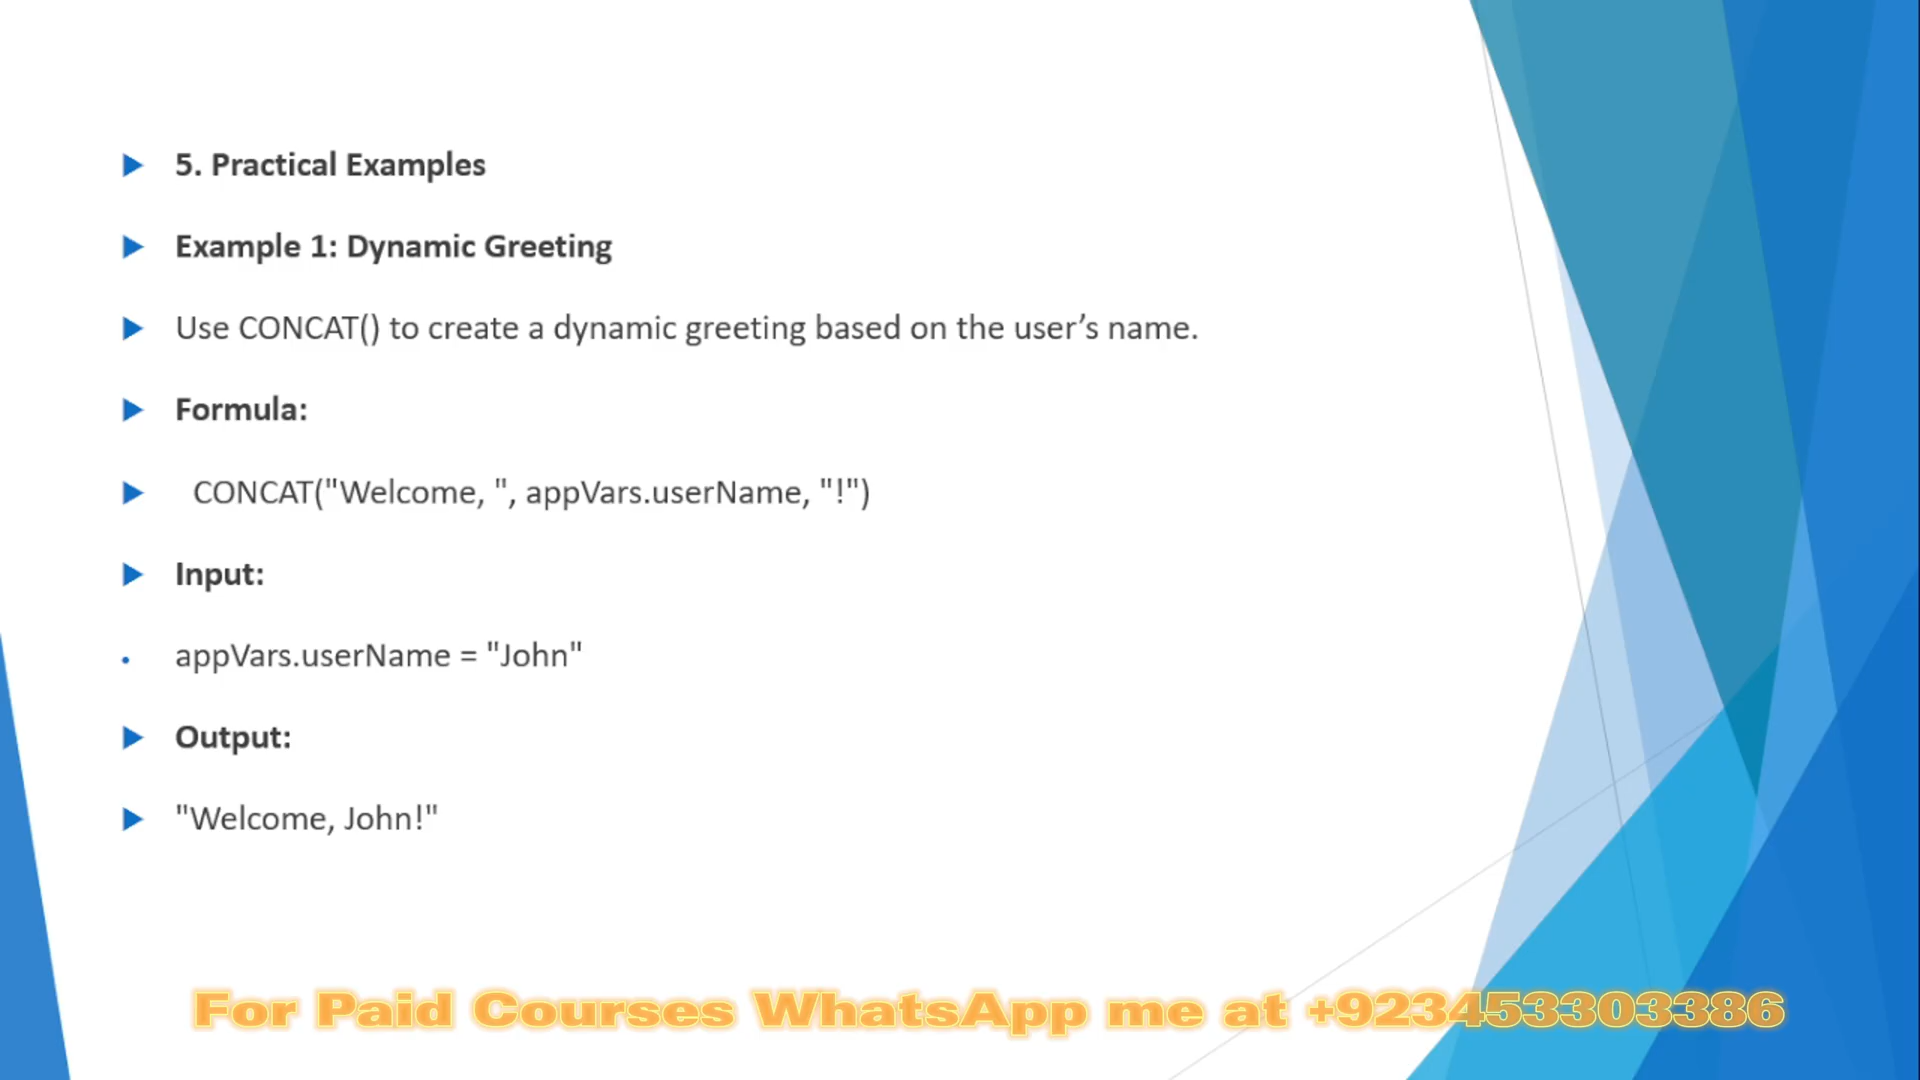 5. Practical Examples
Example 1: Dynamic Greeting
Use CONCAT() to create a dynamic greeting based on the user’s name.
Formula:
CONCAT("Welcome, ", appVars.userName, "!")
Input:
appVars.userName = "John"
Output:
"Welcome, John!"
For Paid Courses WhatsApp me at +923453303386